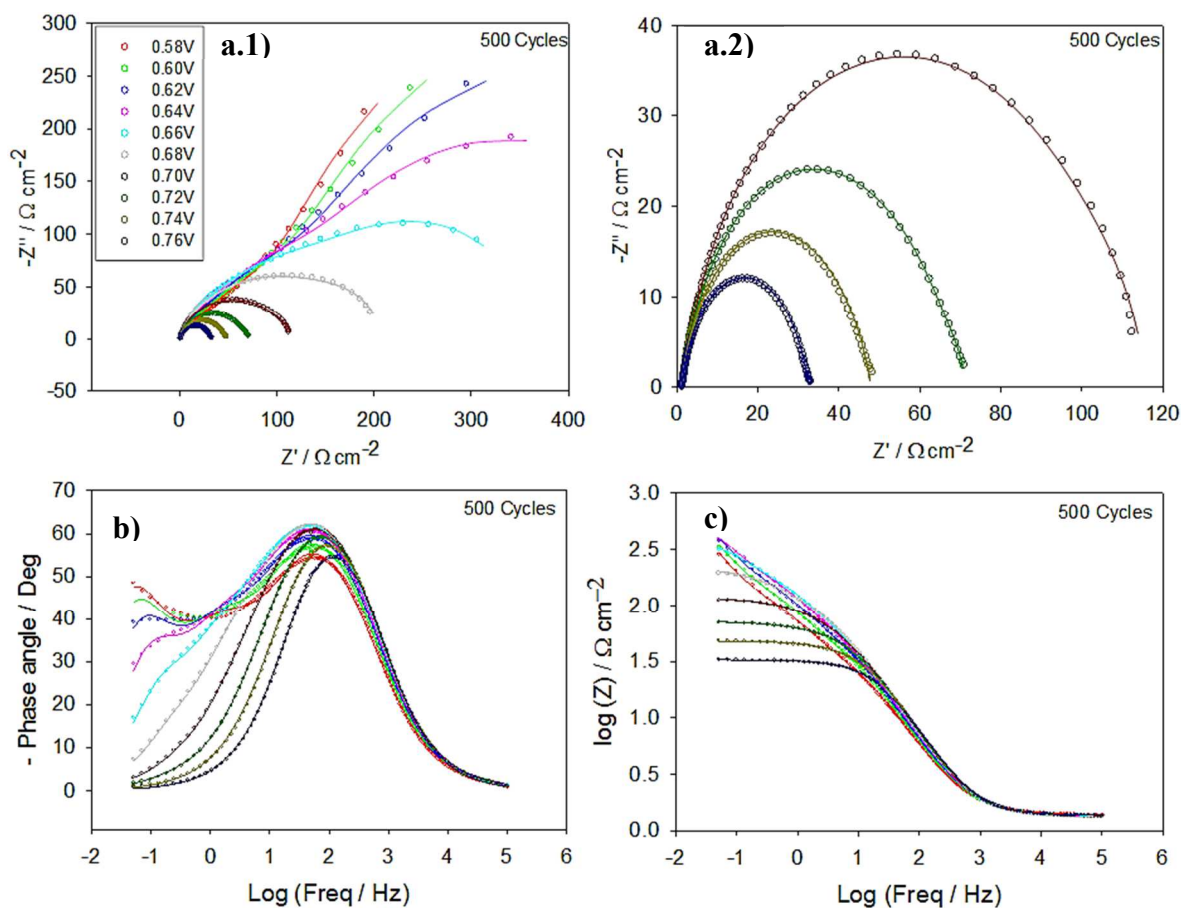 a.1)
500 Cycles
0.58V
0.60V
0.62V
0.64V
0.66V
0.68V
0.70V
0.72V
0.74V
0.76V
300
250
200
150
100
50
0
-50
-Z'' / Ω cm⁻²
0 100 200 300 400
Z' / Ω cm⁻²
a.2)
500 Cycles
40
30
20
10
0
-Z'' / Ω cm⁻²
0 20 40 60 80 100 120
Z' / Ω cm⁻²
b)
500 Cycles
70
60
50
40
30
20
10
0
- Phase angle / Deg
-2 -1 0 1 2 3 4 5 6
Log (Freq / Hz)
c)
500 Cycles
3.0
2.5
2.0
1.5
1.0
0.5
0.0
log (Z) / Ω cm⁻²
-2 -1 0 1 2 3 4 5 6
Log (Freq / Hz)